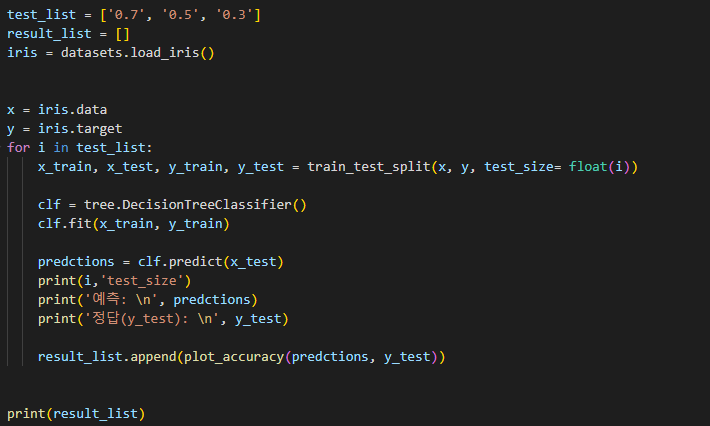 test_list = ['0.7', '0.5', '0.3']
result_list = []
iris = datasets.load_iris()
x = iris.data
y = iris.target
for i in test_list:
    x_train, x_test, y_train, y_test = train_test_split(x, y, test_size= float(i))
    clf = tree.DecisionTreeClassifier()
    clf.fit(x_train, y_train)
    predctions = clf.predict(x_test)
    print(i,'test_size')
    print('예측: \n', predctions)
    print('정답(y_test): \n', y_test)
    result_list.append(plot_accuracy(predctions, y_test))
print(result_list)